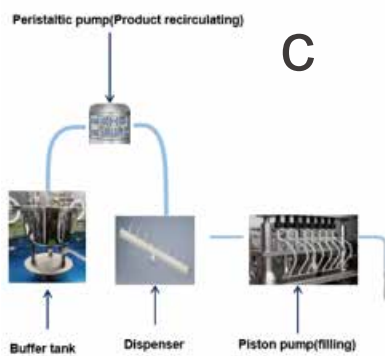 Peristaltic pump(Product recirculating)
C
Buffer tank
Dispenser
Piston pump(filling)